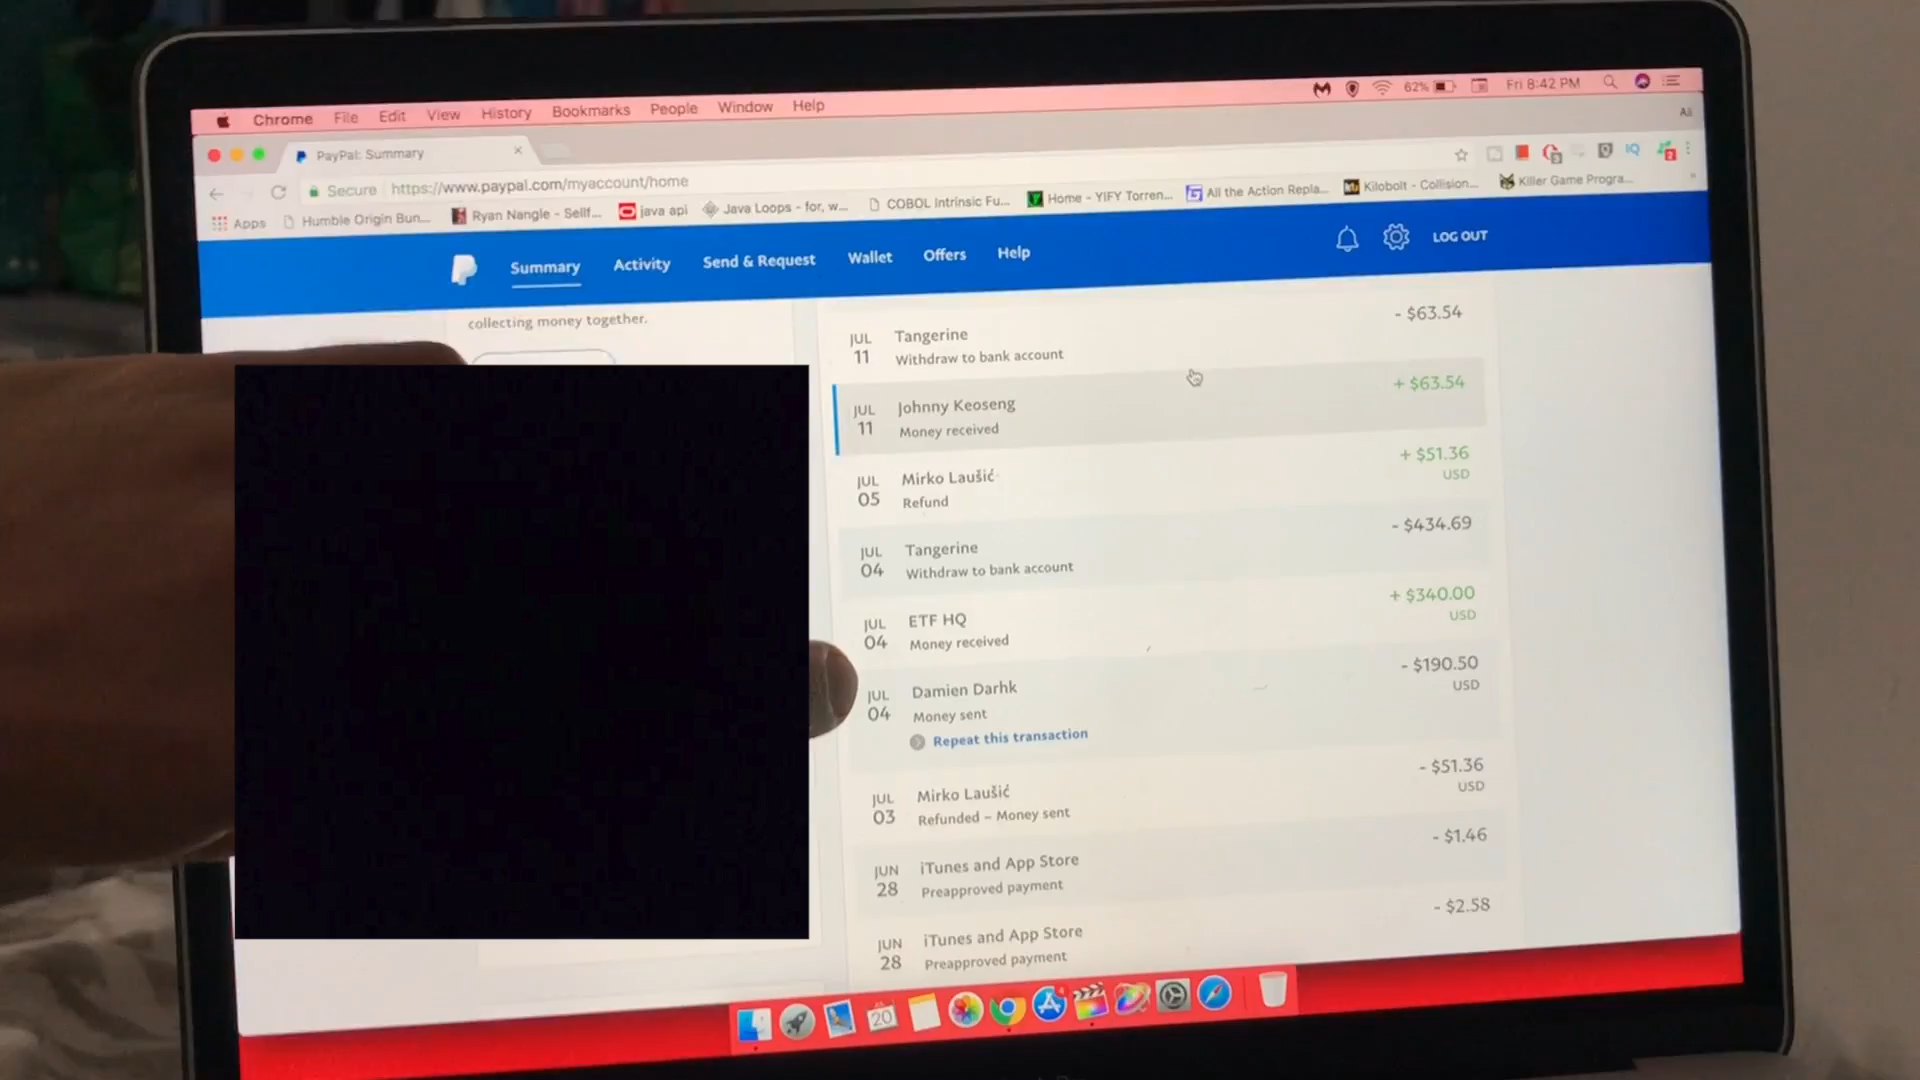 Chrome File Edit View History Bookmarks People Window Help 62% Fri 8:42 PM
Ali
PayPal: Summary
Secure https://www.paypal.com/myaccount/home IQ
Apps Humble Origin Bun... Ryan Nangle - Sellf... java api Java Loops - for, w... COBOL Intrinsic Fu... Home - YIFY Torren... All the Action Repla... Kilobolt - Collision... Killer Game Progra...
Summary Activity Send & Request Wallet Offers Help LOG OUT
collecting money together.
JUL 11 Tangerine - $63.54
Withdraw to bank account
JUL 11 Johnny Keoseng + $63.54
Money received
JUL 05 Mirko Laušić + $51.36
Refund USD
JUL 04 Tangerine - $434.69
Withdraw to bank account
JUL 04 ETF HQ + $340.00
Money received USD
JUL 04 Damien Darhk - $190.50
Money sent USD
Repeat this transaction
JUL 03 Mirko Laušić - $51.36
Refunded – Money sent USD
JUN 28 iTunes and App Store - $1.46
Preapproved payment
JUN 28 iTunes and App Store - $2.58
Preapproved payment
20